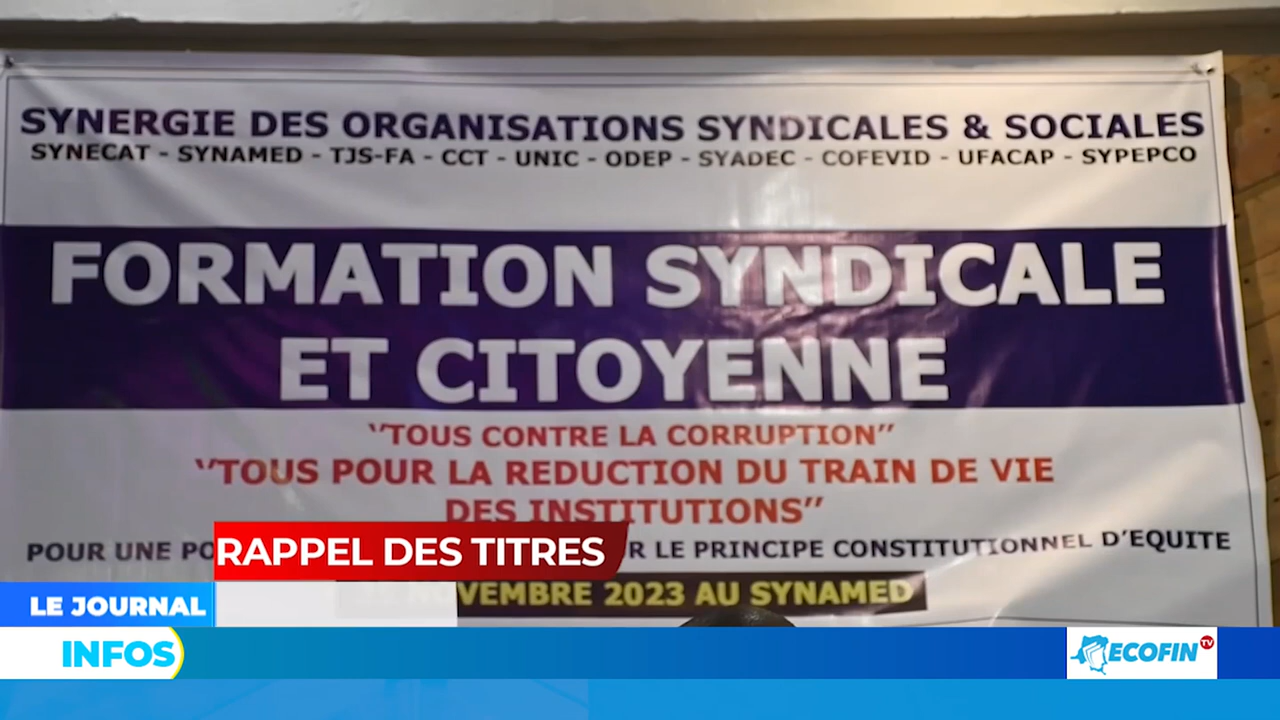 SYNERGIE DES ORGANISATIONS SYNDICALES & SOCIALES
SYNECAT - SYNAMED - TJS-FA - CCT - UNIC - ODEP - SYADEC - COFEVID - UFACAP - SYPEPCO
FORMATION SYNDICALE
ET CITOYENNE
‘’TOUS CONTRE LA CORRUPTION’’
‘’TOUS POUR LA REDUCTION DU TRAIN DE VIE
DES INSTITUTIONS’’
POUR UNE LE PRINCIPE CONSTITUTIONNEL D’EQUITE
RAPPEL DES TITRES
NOVEMBRE 2023 AU SYNAMED
LE JOURNAL
INFOS
ECOFIN TV